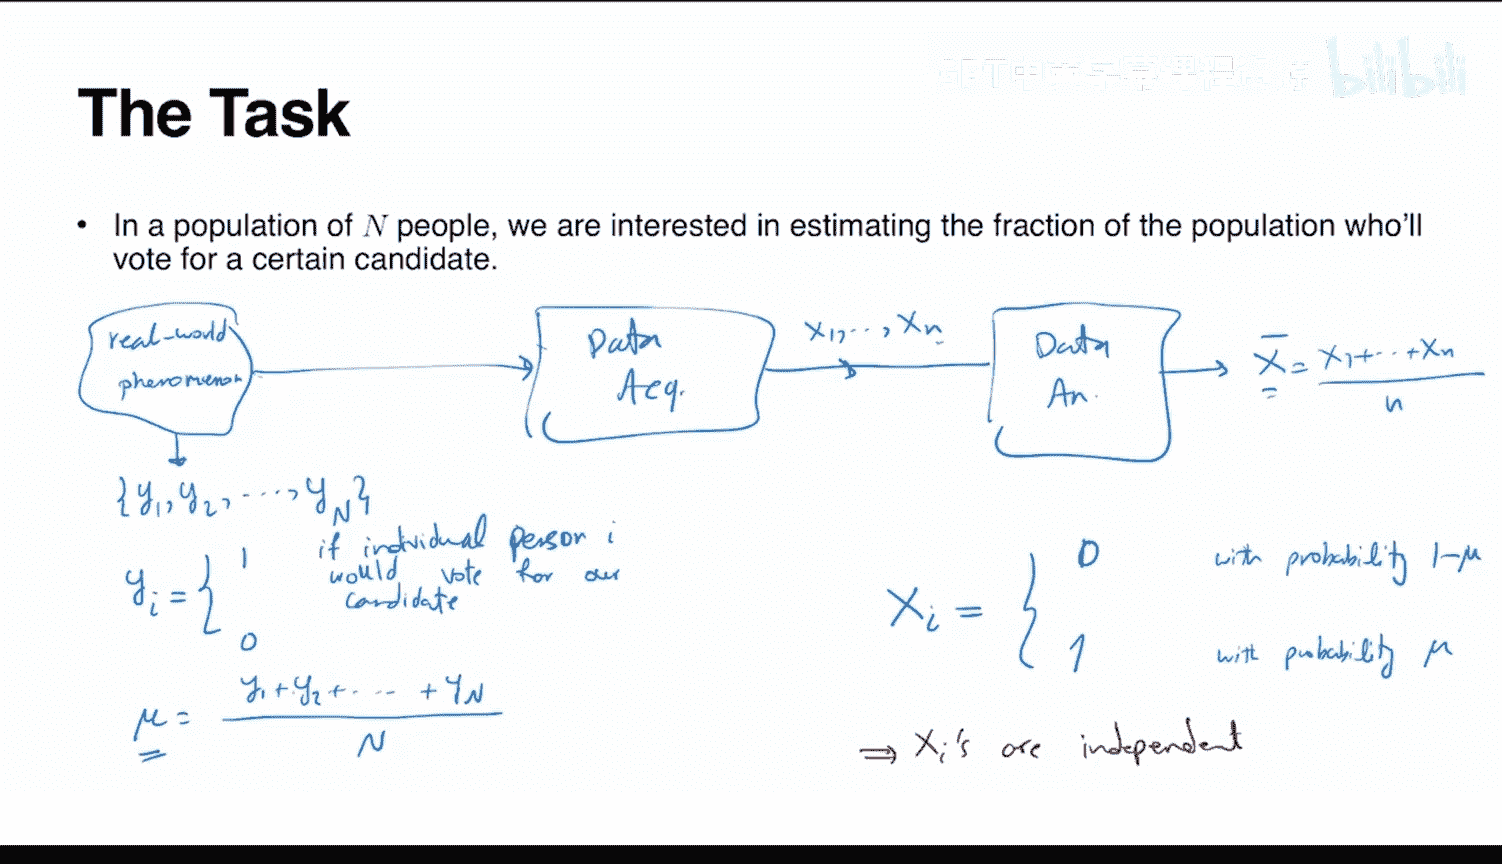 The Task
• In a population of N people, we are interested in estimating the fraction of the population who'll
vote for a certain candidate.
real-world
phenomenon
Data
Acq.
X₁, ..., Xₙ
Data
An.
X̄ = X₁+...+Xₙ
n
{y₁, y₂, ..., y_N}
yᵢ = { 1 if individual person i
would vote for our
candidate
0
μ = y₁+y₂+... +y_N
N
Xᵢ = { 0 with probability 1-μ
1 with probability μ
⇒ Xᵢ's are independent
bilibili